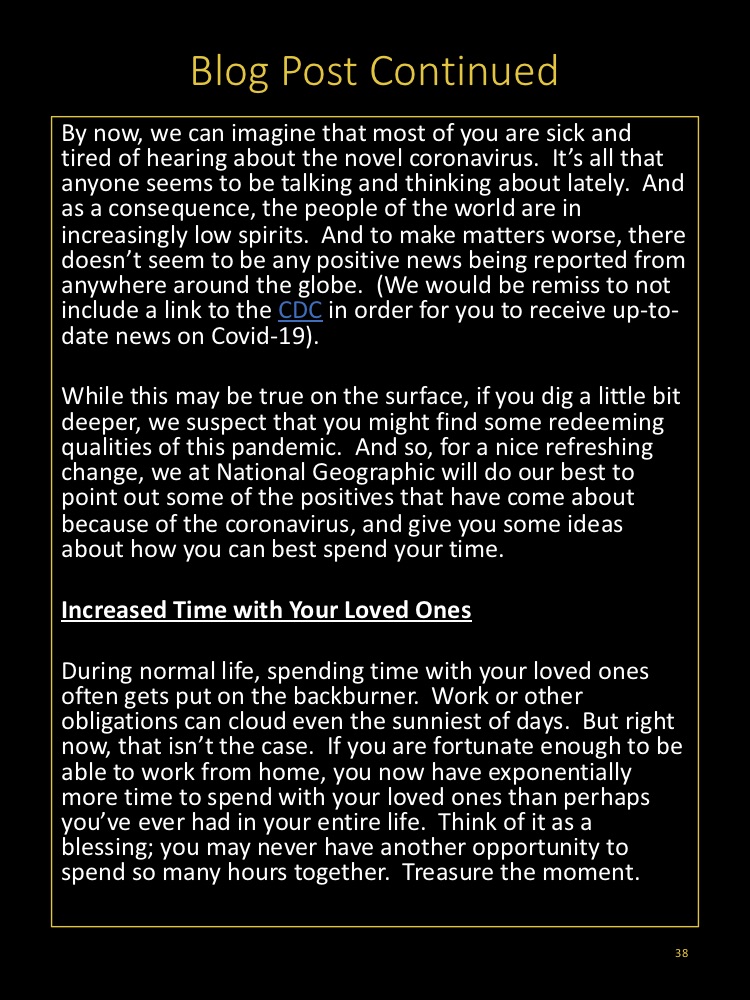 Blog Post Continued
By now, we can imagine that most of you are sick and
tired of hearing about the novel coronavirus.  It’s all that
anyone seems to be talking and thinking about lately.  And
as a consequence, the people of the world are in
increasingly low spirits.  And to make matters worse, there
doesn’t seem to be any positive news being reported from
anywhere around the globe.  (We would be remiss to not
include a link to the CDC in order for you to receive up-to-
date news on Covid-19).
While this may be true on the surface, if you dig a little bit
deeper, we suspect that you might find some redeeming
qualities of this pandemic.  And so, for a nice refreshing
change, we at National Geographic will do our best to
point out some of the positives that have come about
because of the coronavirus, and give you some ideas
about how you can best spend your time.
Increased Time with Your Loved Ones
During normal life, spending time with your loved ones
often gets put on the backburner.  Work or other
obligations can cloud even the sunniest of days.  But right
now, that isn’t the case.  If you are fortunate enough to be
able to work from home, you now have exponentially
more time to spend with your loved ones than perhaps
you’ve ever had in your entire life.  Think of it as a
blessing; you may never have another opportunity to
spend so many hours together.  Treasure the moment.
38